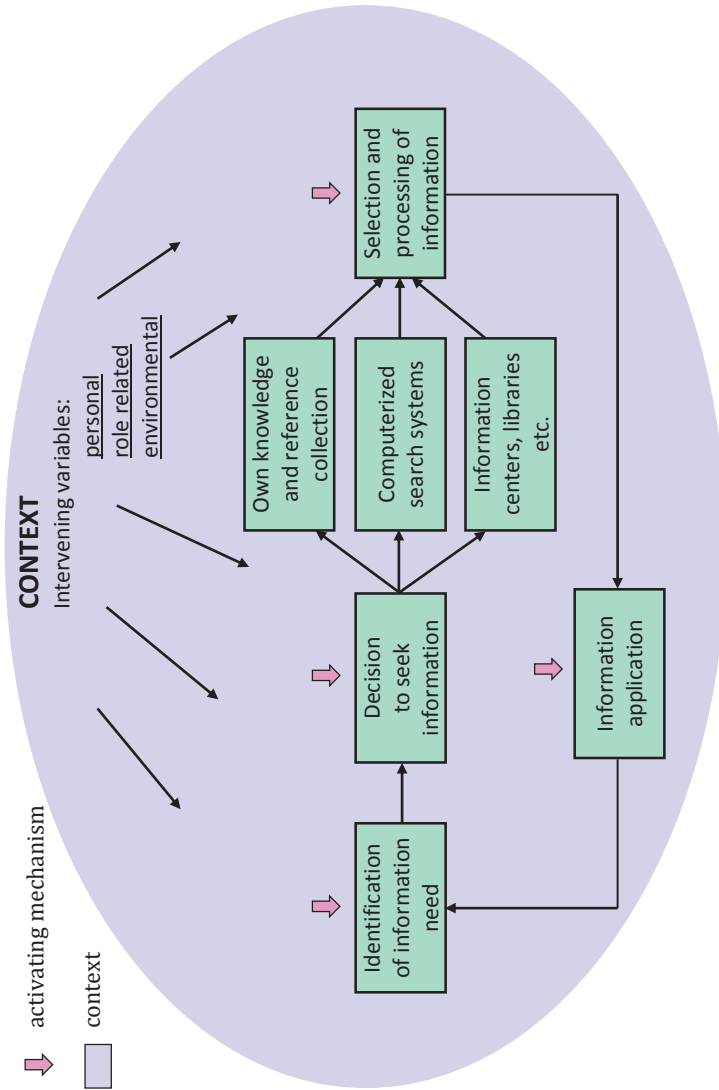 activating mechanism
context
CONTEXT
Intervening variables:
personal
role related
environmental
Identification
of information
need
Decision
to seek
information
Own knowledge
and reference
collection
Computerized
search systems
Information
centers, libraries
etc.
Selection and
processing of
information
Information
application